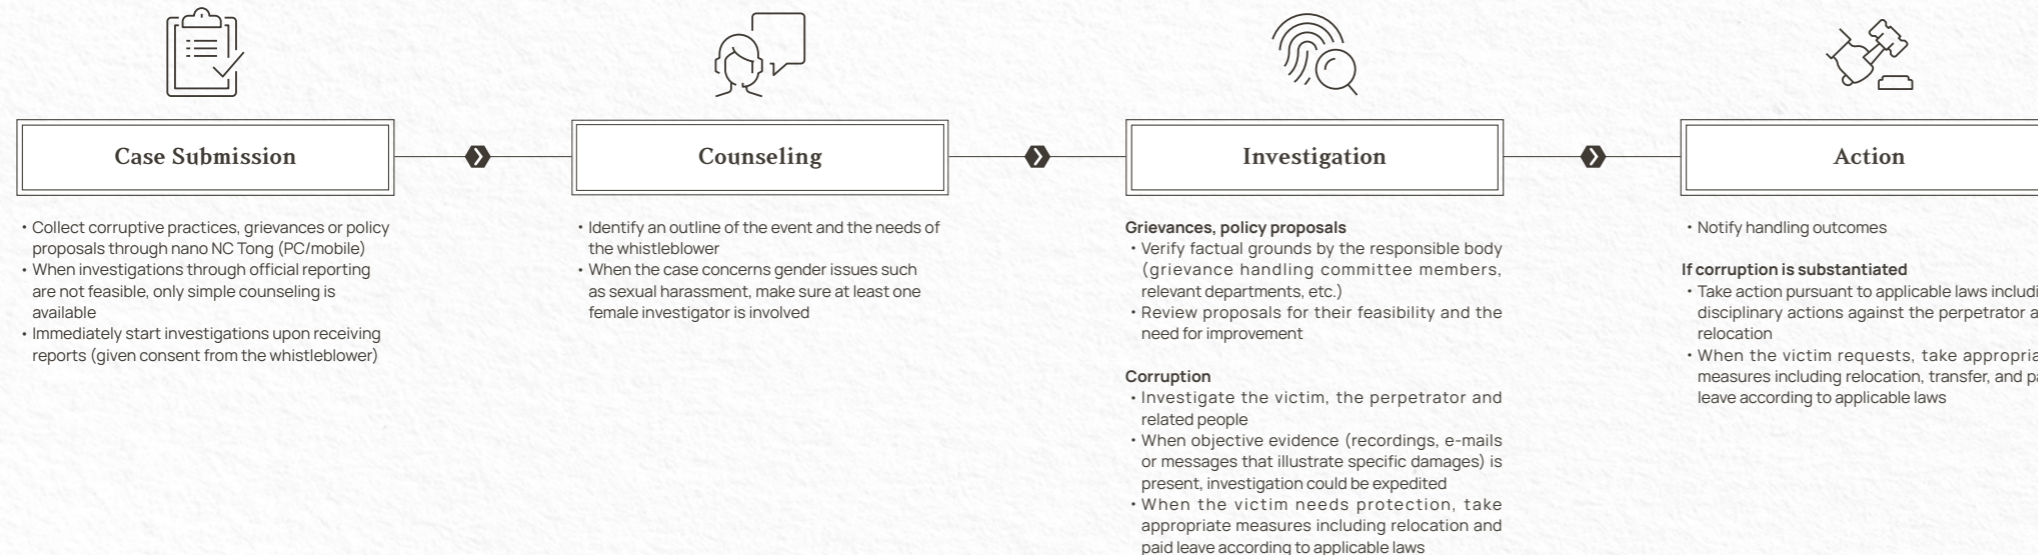 Case Submission
• Collect corruptive practices, grievances or policy
proposals through nano NC Tong (PC/mobile)
• When investigations through official reporting
are not feasible, only simple counseling is
available
• Immediately start investigations upon receiving
reports (given consent from the whistleblower)
Counseling
• Identify an outline of the event and the needs of
the whistleblower
• When the case concerns gender issues such
as sexual harassment, make sure at least one
female investigator is involved
Investigation
Grievances, policy proposals
• Verify factual grounds by the responsible body
(grievance handling committee members,
relevant departments, etc.)
• Review proposals for their feasibility and the
need for improvement
Corruption
• Investigate the victim, the perpetrator and
related people
• When objective evidence (recordings, e-mails
or messages that illustrate specific damages) is
present, investigation could be expedited
• When the victim needs protection, take
appropriate measures including relocation and
paid leave according to applicable laws
Action
• Notify handling outcomes
If corruption is substantiated
• Take action pursuant to applicable laws
disciplinary actions against the perpetrator
relocation
• When the victim requests, take
measures including relocation, transfer, and
leave according to applicable laws